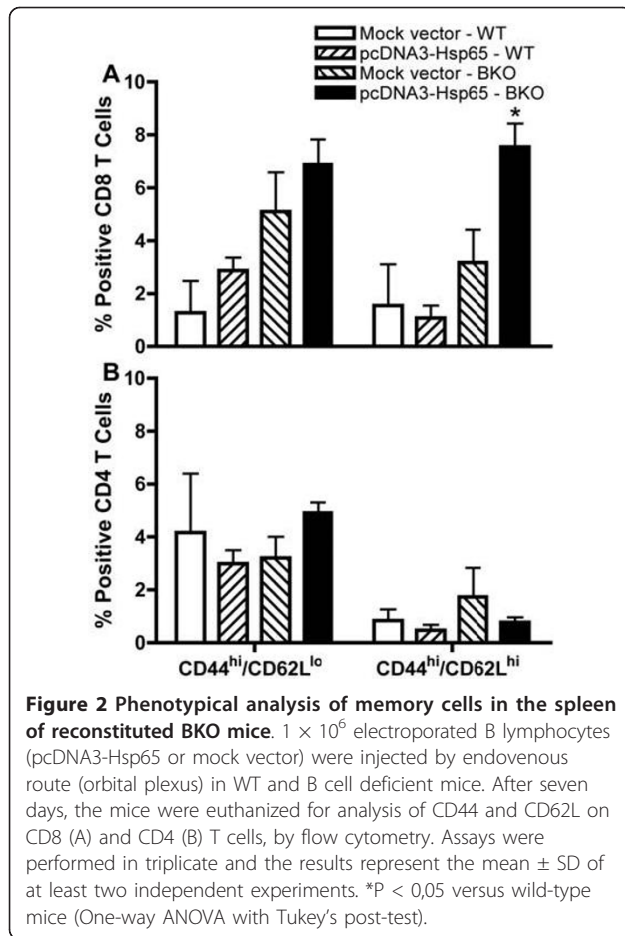 Mock vector - WT
pcDNA3-Hsp65 - WT
Mock vector - BKO
pcDNA3-Hsp65 - BKO
A
% Positive CD8 T Cells
10
8
6
4
2
0
*
B
% Positive CD4 T Cells
10
8
6
4
2
0
CD44hi/CD62Llo
CD44hi/CD62Lhi
Figure 2 Phenotypical analysis of memory cells in the spleen
of reconstituted BKO mice. 1 × 10⁶ electroporated B lymphocytes
(pcDNA3-Hsp65 or mock vector) were injected by endovenous
route (orbital plexus) in WT and B cell deficient mice. After seven
days, the mice were euthanized for analysis of CD44 and CD62L on
CD8 (A) and CD4 (B) T cells, by flow cytometry. Assays were
performed in triplicate and the results represent the mean ± SD of
at least two independent experiments. *P < 0,05 versus wild-type
mice (One-way ANOVA with Tukey's post-test).